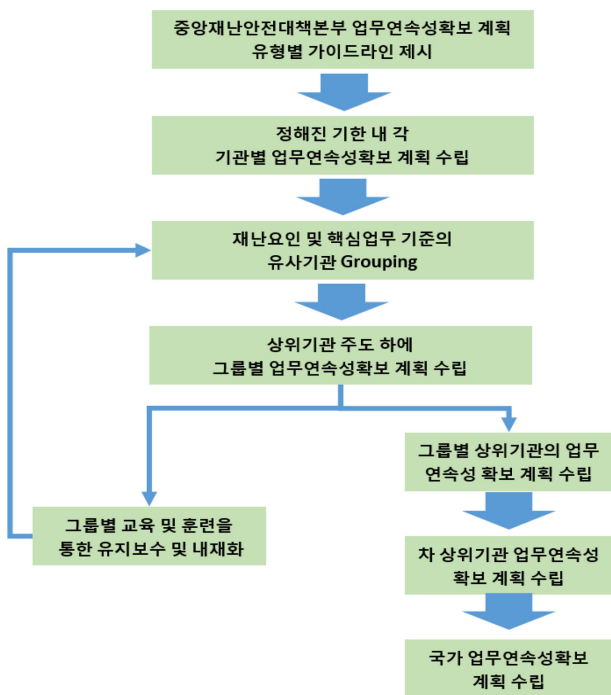 중앙재난안전대책본부 업무연속성확보 계획
유형별 가이드라인 제시
정해진 기한 내 각
기관별 업무연속성확보 계획 수립
재난요인 및 핵심업무 기준의
유사기관 Grouping
상위기관 주도 하에
그룹별 업무연속성확보 계획 수립
그룹별 상위기관의 업무
연속성 확보 계획 수립
그룹별 교육 및 훈련을
통한 유지보수 및 내재화
차 상위기관 업무연속성
확보 계획 수립
국가 업무연속성확보
계획 수립